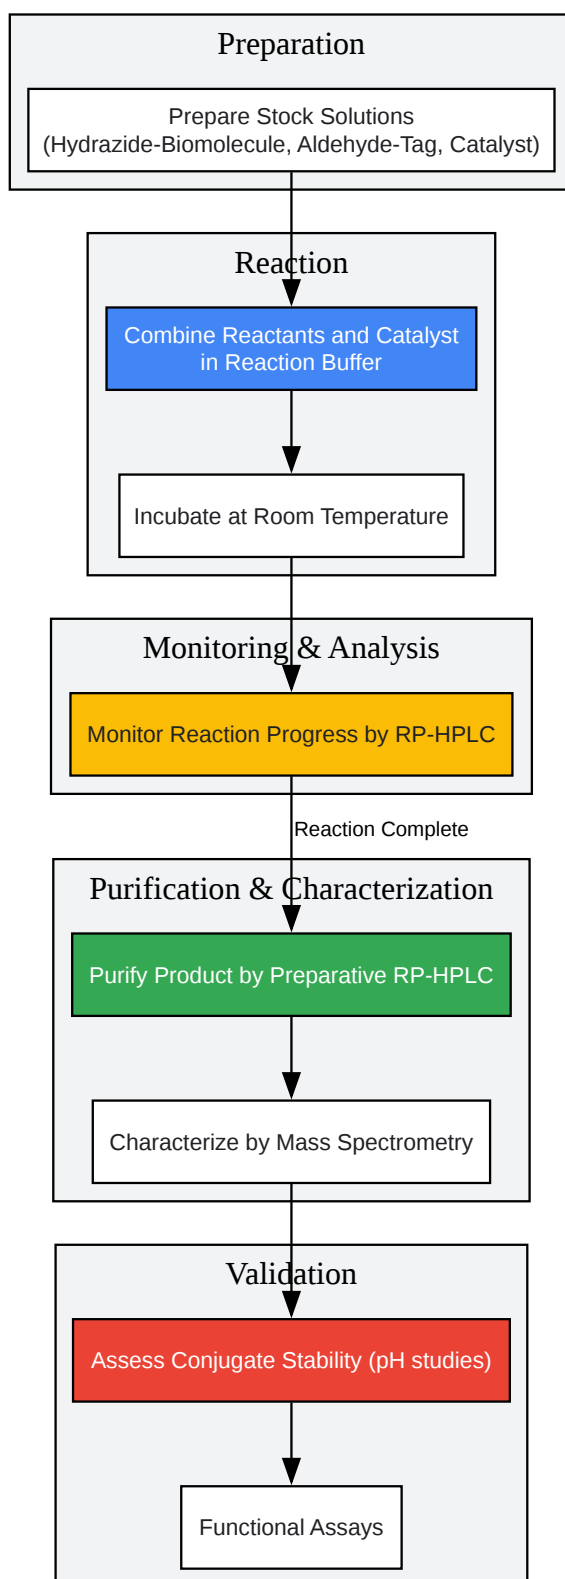 Preparation
Prepare Stock Solutions
(Hydrazide-Biomolecule, Aldehyde-Tag, Catalyst)
Reaction
Combine Reactants and Catalyst
in Reaction Buffer
Incubate at Room Temperature
Monitoring & Analysis
Monitor Reaction Progress by RP-HPLC
Reaction Complete
Purification & Characterization
Purify Product by Preparative RP-HPLC
Characterize by Mass Spectrometry
Validation
Assess Conjugate Stability (pH studies)
Functional Assays